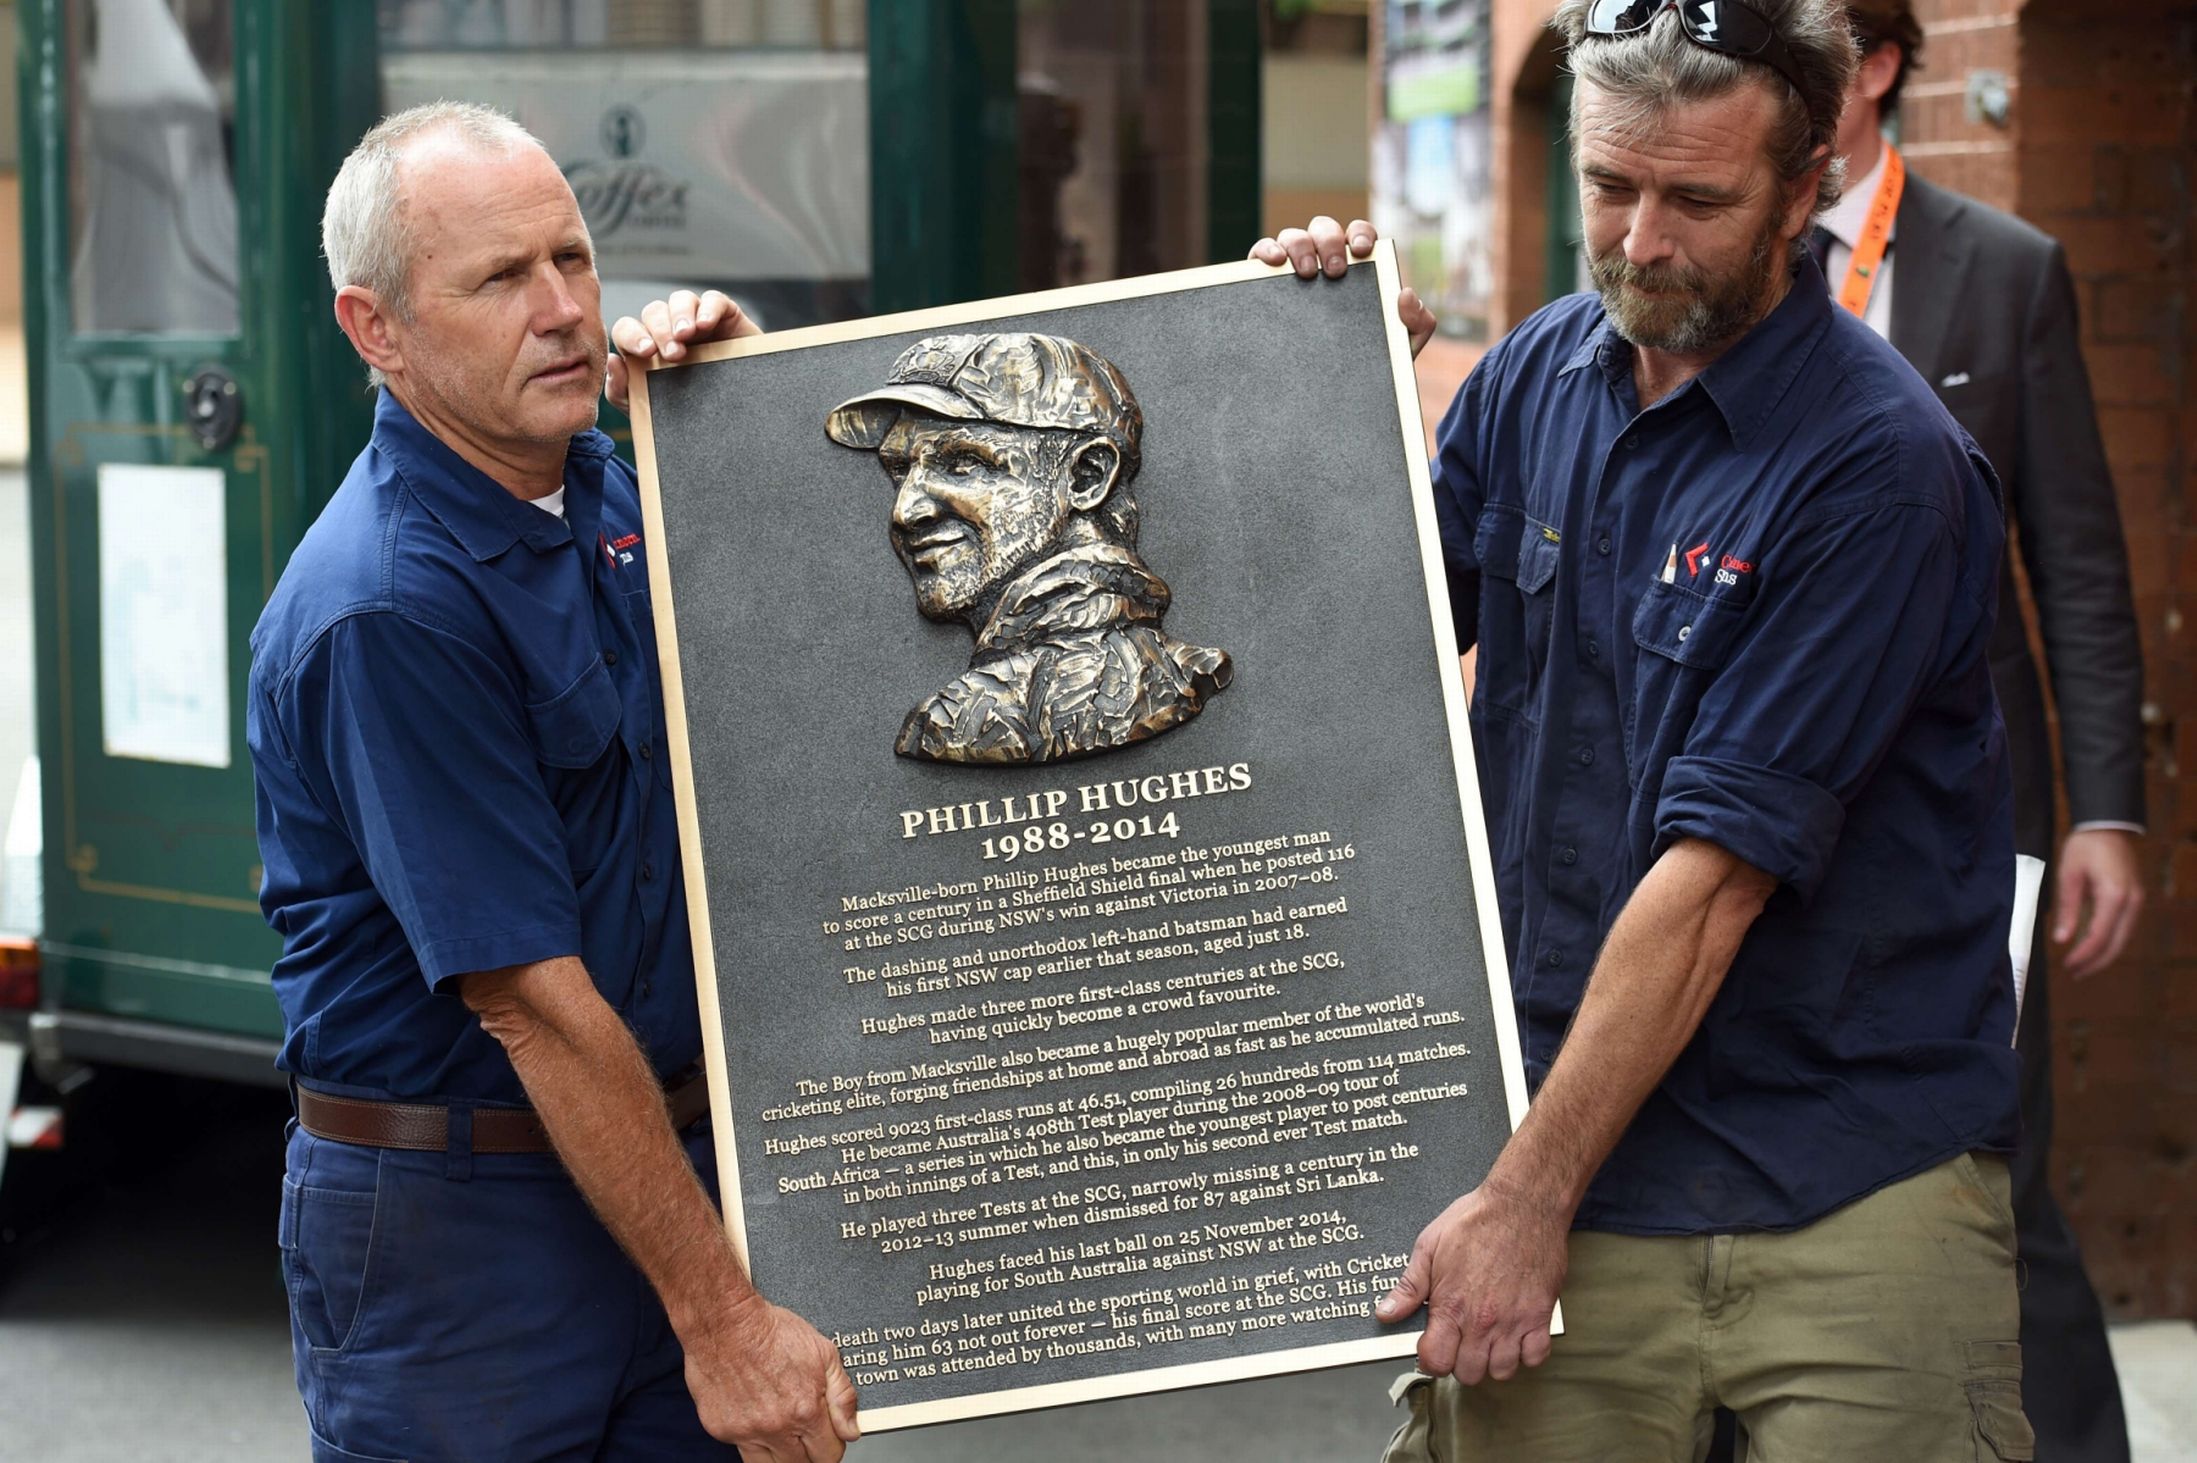 Coffee
PHILLIP HUGHES
1988-2014
Macksville-born Phillip Hughes became the youngest man
to score a century in a Sheffield Shield final when he posted 116
at the SCG during NSW's win against Victoria in 2007–08.
The dashing and unorthodox left-hand batsman had earned
his first NSW cap earlier that season, aged just 18.
Hughes made three more first-class centuries at the SCG,
having quickly become a crowd favourite.
The Boy from Macksville also became a hugely popular member of the world's
cricketing elite, forging friendships at home and abroad as fast as he accumulated runs.
Hughes scored 9023 first-class runs at 46.51, compiling 26 hundreds from 114 matches.
He became Australia's 408th Test player during the 2008–09 tour of
South Africa — a series in which he also became the youngest player to post centuries
in both innings of a Test, and this, in only his second ever Test match.
He played three Tests at the SCG, narrowly missing a century in the
2012–13 summer when dismissed for 87 against Sri Lanka.
Hughes faced his last ball on 25 November 2014,
playing for South Australia against NSW at the SCG.
death two days later united the sporting world in grief, with Cricket
aring him 63 not out forever — his final score at the SCG. His fun
town was attended by thousands, with many more watching f